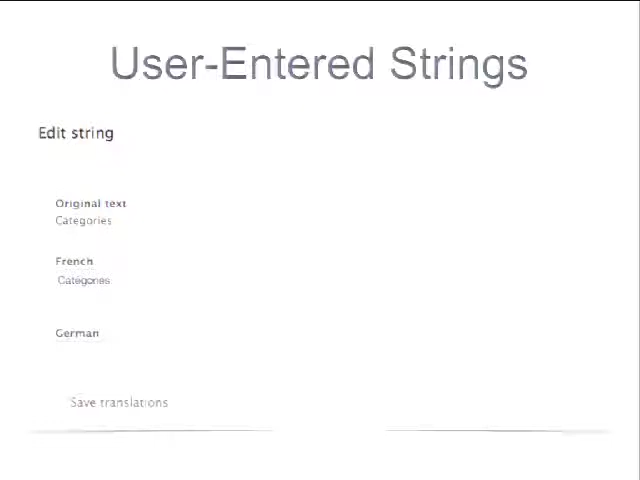 User-Entered Strings
Edit string
Original text
Categories
French
Catégories
German
Save translations